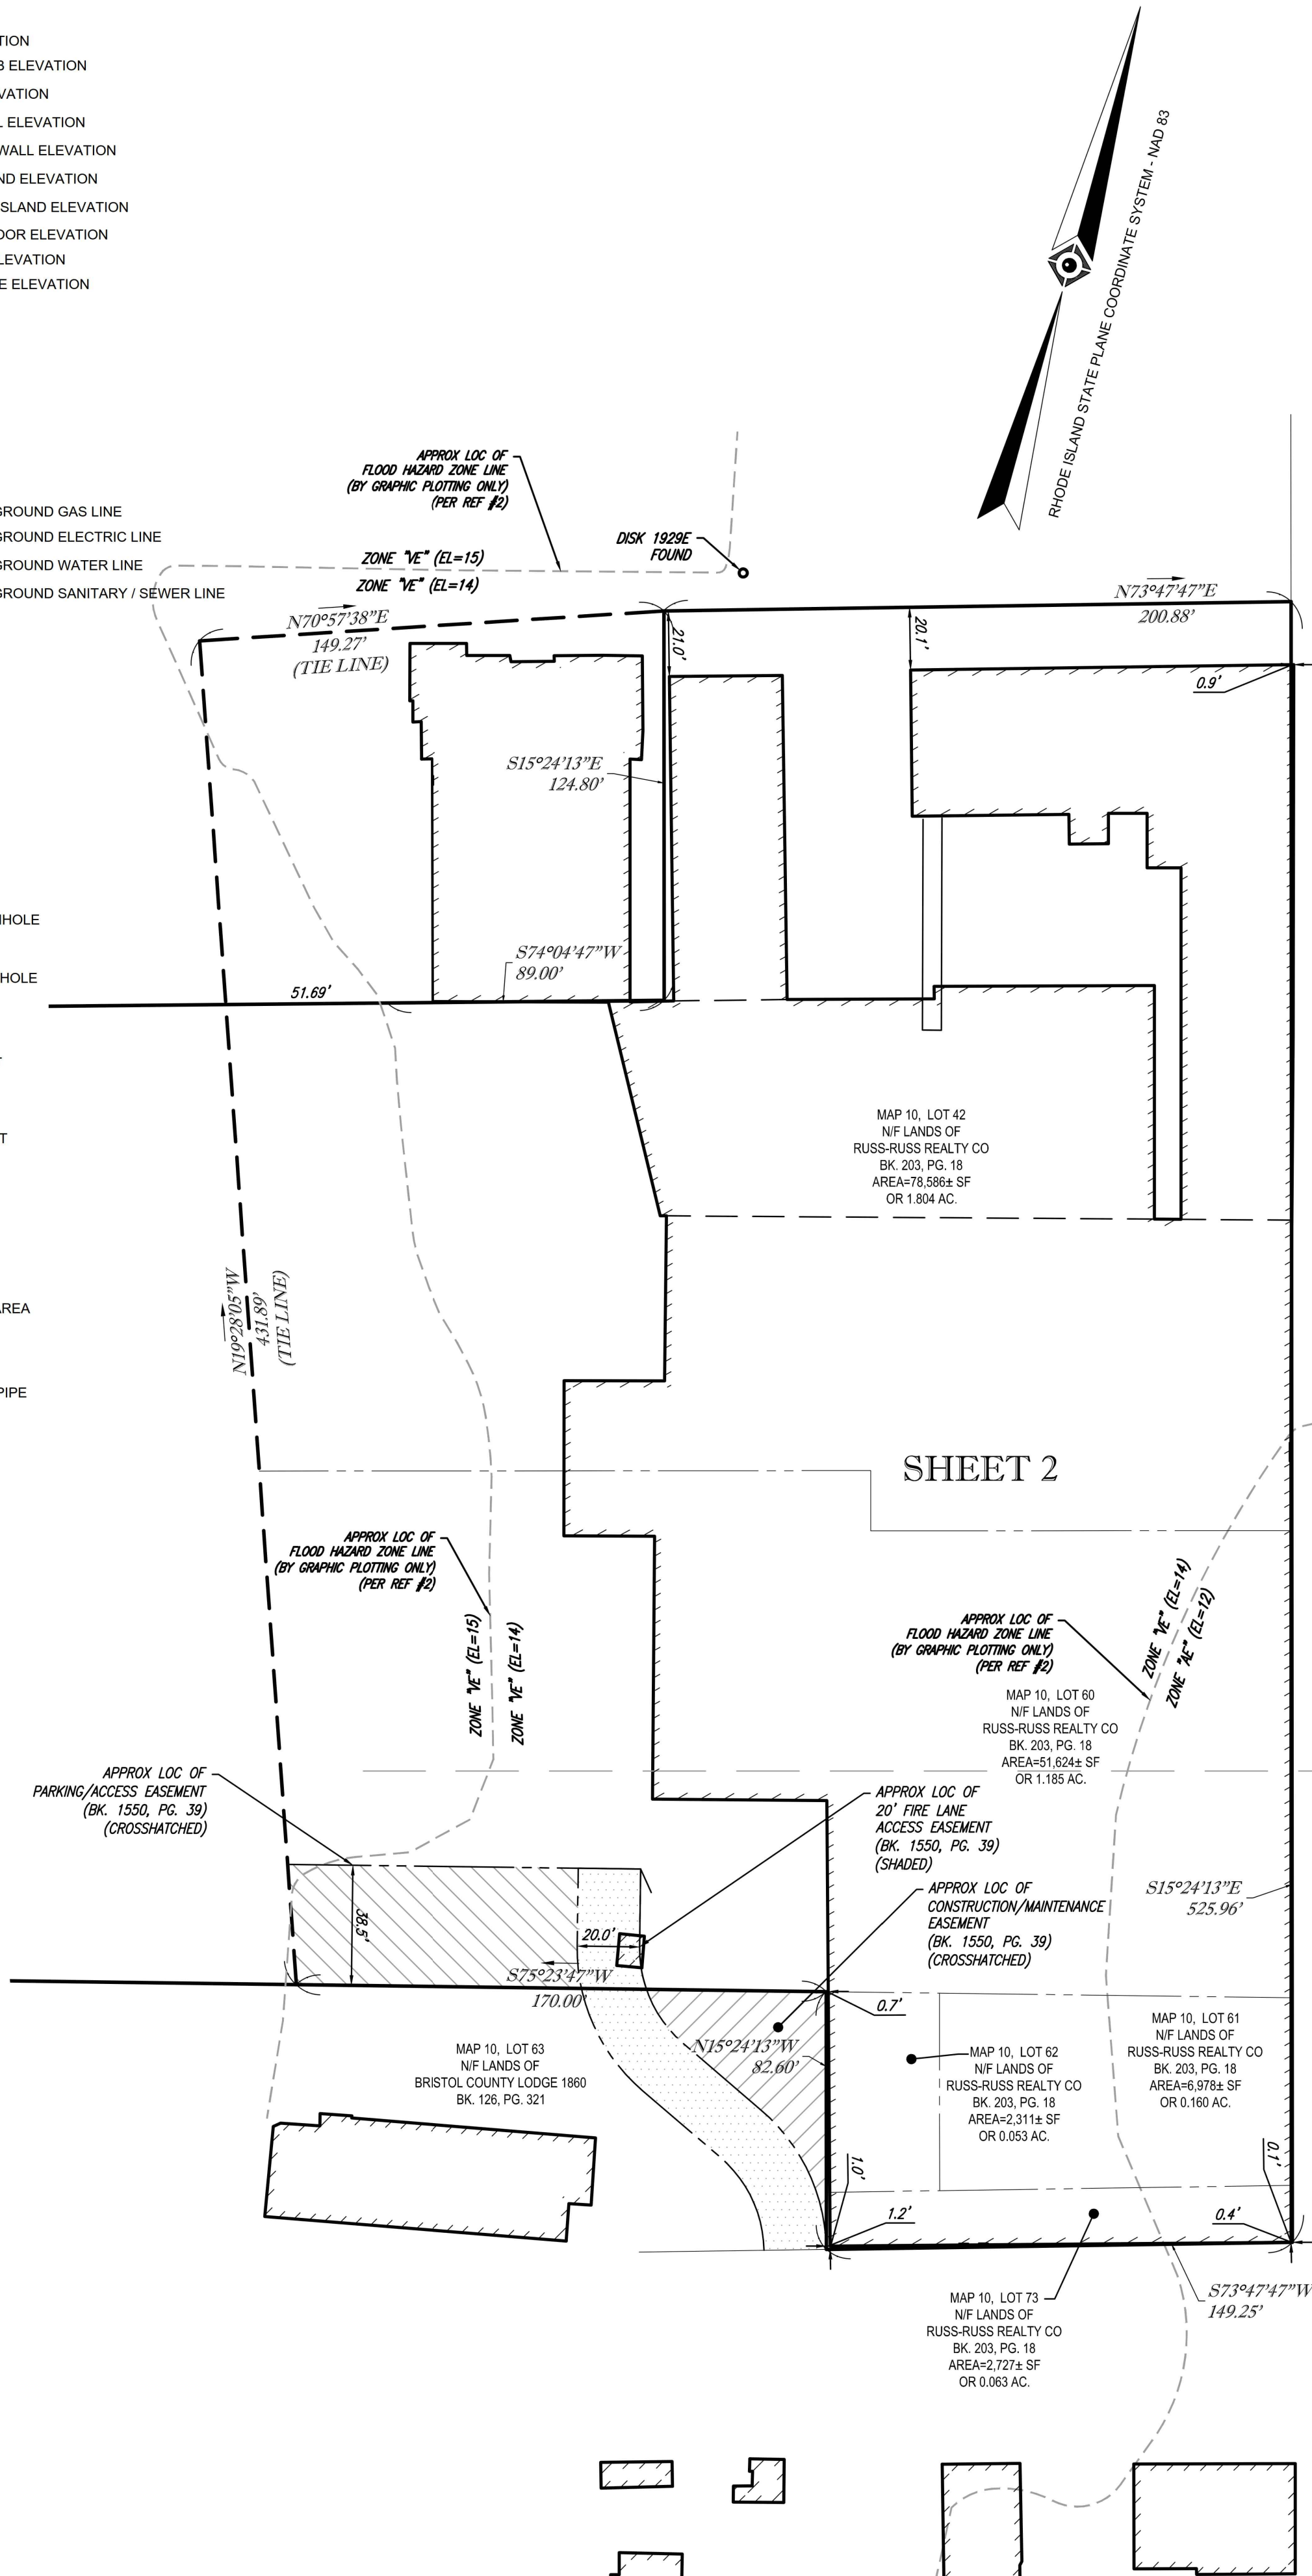 TION
B ELEVATION
VATION
L ELEVATION
WALL ELEVATION
ND ELEVATION
ISLAND ELEVATION
OOR ELEVATION
LEVATION
E ELEVATION
RHODE ISLAND STATE PLANE COORDINATE SYSTEM - NAD 83
GROUND GAS LINE
GROUND ELECTRIC LINE
GROUND WATER LINE
GROUND SANITARY / SEWER LINE
APPROX LOC OF
FLOOD HAZARD ZONE LINE
(BY GRAPHIC PLOTTING ONLY)
(PER REF #2)
DISK 1929E
FOUND
ZONE "VE" (EL=15)
ZONE "VE" (EL=14)
N70°57'38"E
149.27'
(TIE LINE)
N73°47'47"E
200.88'
21.0'
20.1'
0.9'
S15°24'13"E
124.80'
S74°04'47"W
89.00'
51.69'
NHOLE
HOLE
T
AREA
PIPE
MAP 10, LOT 42
N/F LANDS OF
RUSS-RUSS REALTY CO
BK. 203, PG. 18
AREA=78,586± SF
OR 1.804 AC.
N19°28'05"W
431.89'
(TIE LINE)
SHEET 2
APPROX LOC OF
FLOOD HAZARD ZONE LINE
(BY GRAPHIC PLOTTING ONLY)
(PER REF #2)
ZONE "VE" (EL=15)
ZONE "VE" (EL=14)
ZONE "VE" (EL=14)
ZONE "AE" (EL=12)
APPROX LOC OF
FLOOD HAZARD ZONE LINE
(BY GRAPHIC PLOTTING ONLY)
(PER REF #2)
MAP 10, LOT 60
N/F LANDS OF
RUSS-RUSS REALTY CO
BK. 203, PG. 18
AREA=51,624± SF
OR 1.185 AC.
APPROX LOC OF
PARKING/ACCESS EASEMENT
(BK. 1550, PG. 39)
(CROSSHATCHED)
APPROX LOC OF
20' FIRE LANE
ACCESS EASEMENT
(BK. 1550, PG. 39)
(SHADED)
APPROX LOC OF
CONSTRUCTION/MAINTENANCE
EASEMENT
(BK. 1550, PG. 39)
(CROSSHATCHED)
S15°24'13"E
525.96'
38.5'
20.0'
S75°23'47"W
170.00'
0.7'
N15°24'13"W
82.60'
MAP 10, LOT 63
N/F LANDS OF
BRISTOL COUNTY LODGE 1860
BK. 126, PG. 321
MAP 10, LOT 62
N/F LANDS OF
RUSS-RUSS REALTY CO
BK. 203, PG. 18
AREA=2,311± SF
OR 0.053 AC.
MAP 10, LOT 61
N/F LANDS OF
RUSS-RUSS REALTY CO
BK. 203, PG. 18
AREA=6,978± SF
OR 0.160 AC.
1.0'
1.2'
0.1'
0.4'
S73°47'47"W
149.25'
MAP 10, LOT 73
N/F LANDS OF
RUSS-RUSS REALTY CO
BK. 203, PG. 18
AREA=2,727± SF
OR 0.063 AC.